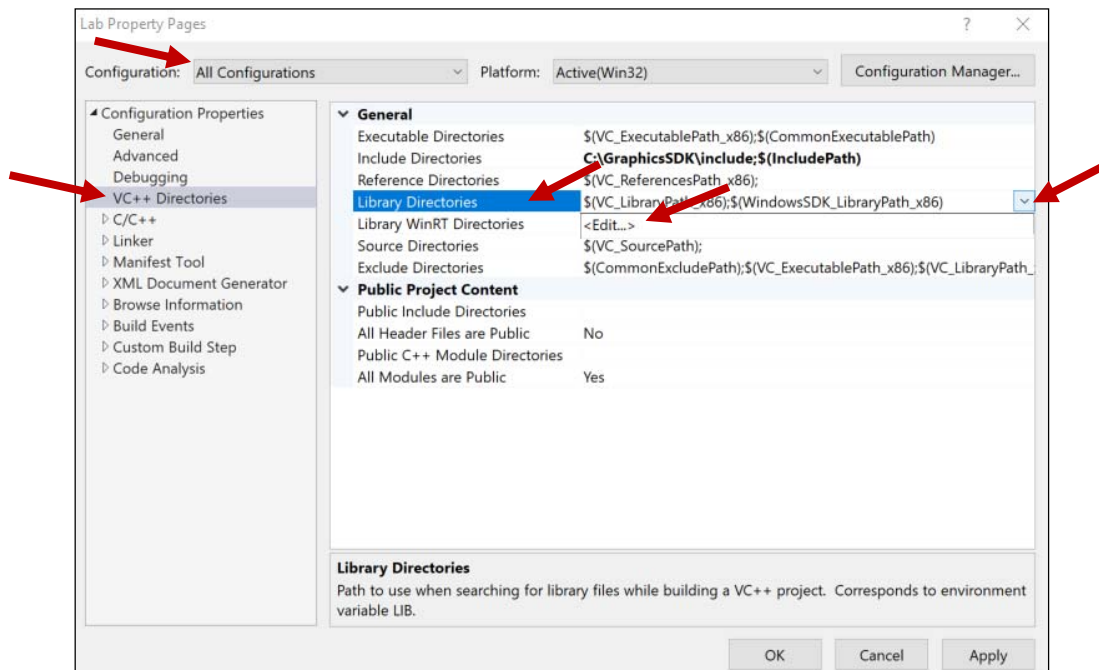 Lab Property Pages ? ×
Configuration: All Configurations Platform: Active(Win32) Configuration Manager...
Configuration Properties
General
Advanced
Debugging
VC++ Directories
C/C++
Linker
Manifest Tool
XML Document Generator
Browse Information
Build Events
Custom Build Step
Code Analysis
General
Executable Directories $(VC_ExecutablePath_x86);$(CommonExecutablePath)
Include Directories C:\GraphicsSDK\include;$(IncludePath)
Reference Directories $(VC_ReferencesPath_x86);
Library Directories $(VC_LibraryPath_x86);$(WindowsSDK_LibraryPath_x86)
Library WinRT Directories <Edit...>
Source Directories $(VC_SourcePath);
Exclude Directories $(CommonExcludePath);$(VC_ExecutablePath_x86);$(VC_LibraryPath_
Public Project Content
Public Include Directories
All Header Files are Public No
Public C++ Module Directories
All Modules are Public Yes
Library Directories
Path to use when searching for library files while building a VC++ project. Corresponds to environment
variable LIB.
OK Cancel Apply